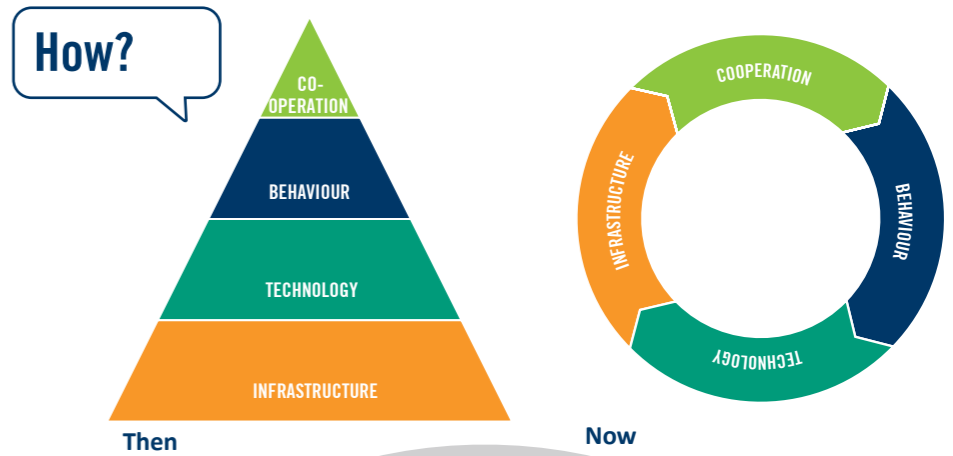 How?
CO-
OPERATION
BEHAVIOUR
TECHNOLOGY
INFRASTRUCTURE
Then
COOPERATION
BEHAVIOUR
TECHNOLOGY
INFRASTRUCTURE
Now